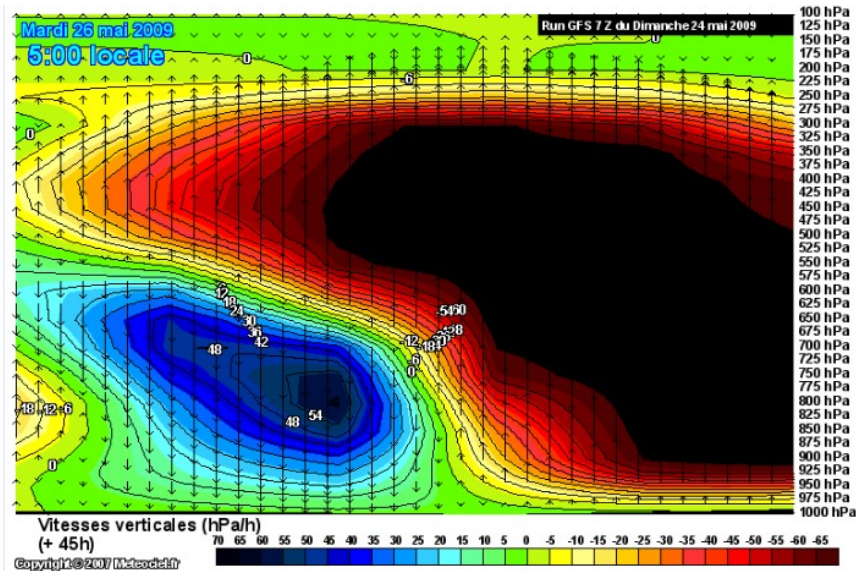 Mardi 26 mai 2009
5:00 locale
Run GFS 7 Z du Dimanche 24 mai 2009
100 hPa
125 hPa
150 hPa
175 hPa
200 hPa
225 hPa
250 hPa
275 hPa
300 hPa
325 hPa
350 hPa
375 hPa
400 hPa
425 hPa
450 hPa
475 hPa
500 hPa
525 hPa
550 hPa
575 hPa
600 hPa
625 hPa
650 hPa
675 hPa
700 hPa
725 hPa
750 hPa
775 hPa
800 hPa
825 hPa
850 hPa
875 hPa
900 hPa
925 hPa
950 hPa
975 hPa
1000 hPa
0
0
-6
0
12
18
24
30
36
42
48
-54
-60
-12
-18
6
0
54
48
-18
-12
-6
0
0
Vitesses verticales (hPa/h)
(+ 45h)
70 65 60 55 50 45 40 35 30 25 20 15 10 5 0 -5 -10 -15 -20 -25 -30 -35 -40 -45 -50 -55 -60 -65
Copyright © 2007 Meteociel.fr